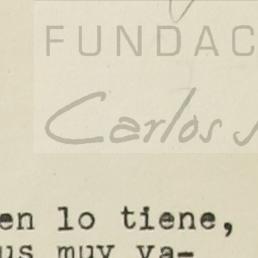 FUNDAC
Carlos
en lo tiene,
us muy va-